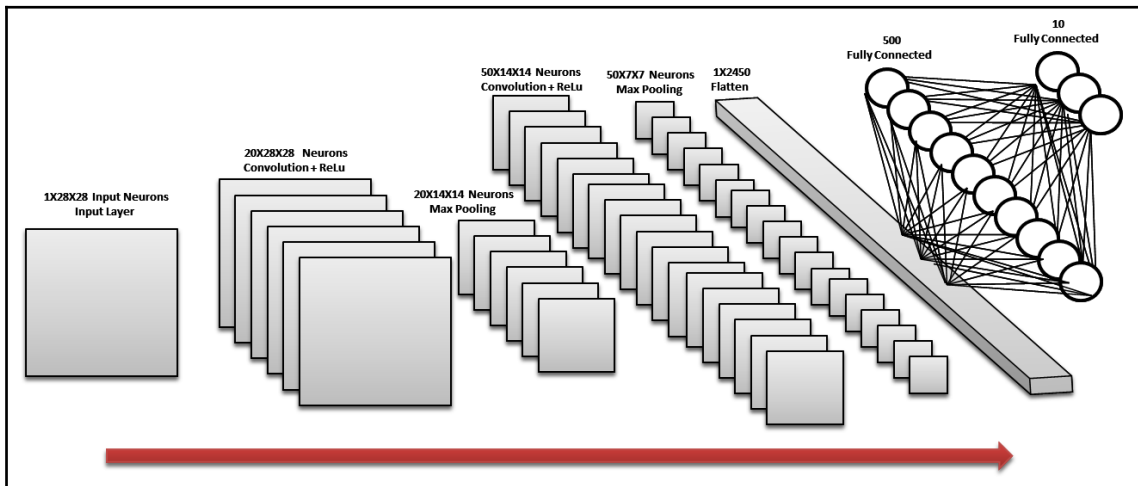 1X28X28 Input Neurons
Input Layer
20X28X28 Neurons
Convolution + ReLu
20X14X14 Neurons
Max Pooling
50X14X14 Neurons
Convolution + ReLu
50X7X7 Neurons
Max Pooling
1X2450
Flatten
500
Fully Connected
10
Fully Connected